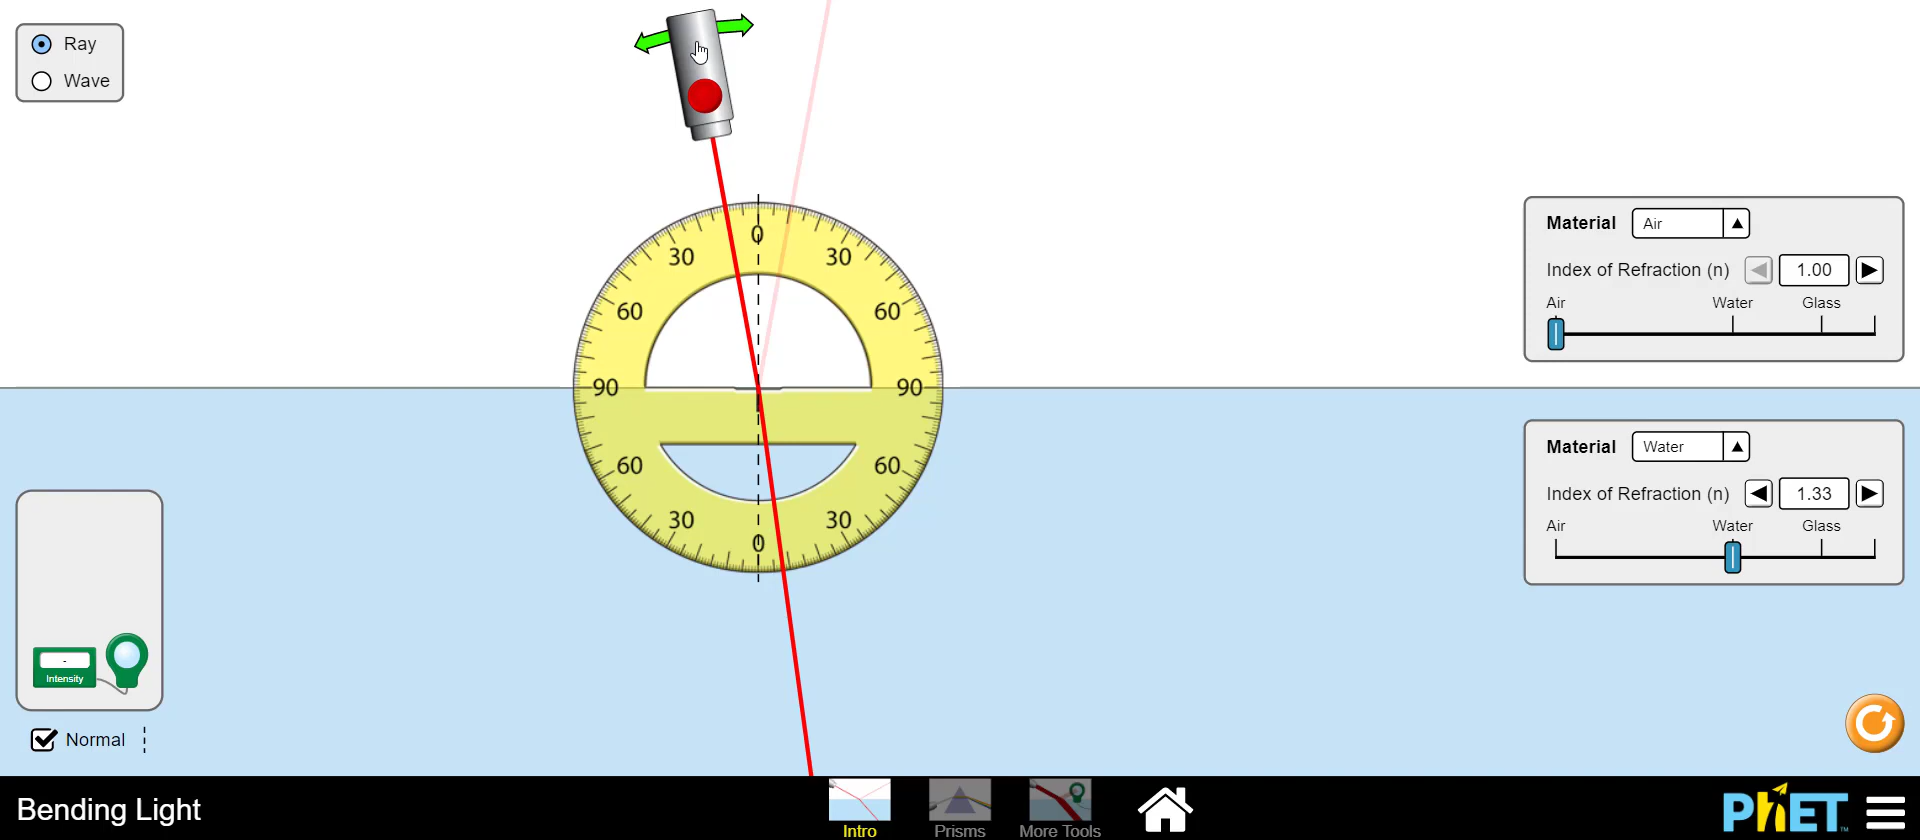 Ray
Wave
0
30 30
60 60
90 90
60 60
30 30
0
Material Air
Index of Refraction (n) 1.00
Air Water Glass
Material Water
Index of Refraction (n) 1.33
Air Water Glass
-
Intensity
Normal
Bending Light
Intro
Prisms
More Tools
PhET